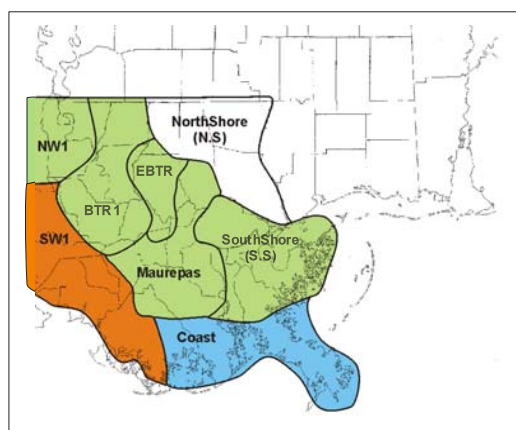 NorthShore
(N.S)
NW1
EBTR
BTR 1
SW1
SouthShore
(S.S)
Maurepas
Coast